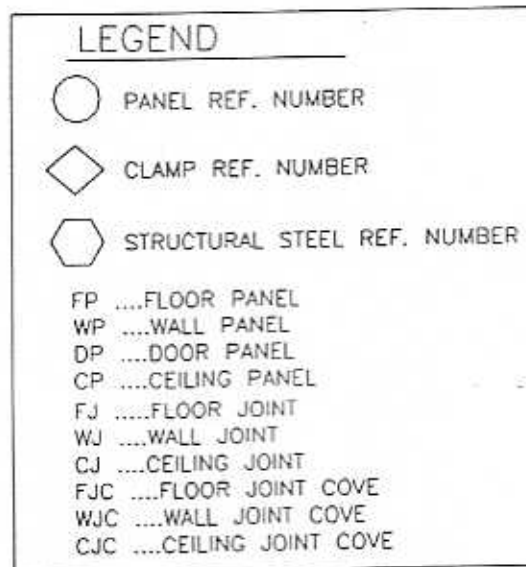 LEGEND
PANEL REF. NUMBER
CLAMP REF. NUMBER
STRUCTURAL STEEL REF. NUMBER
FP ....FLOOR PANEL
WP ....WALL PANEL
DP ....DOOR PANEL
CP ....CEILING PANEL
FJ ....FLOOR JOINT
WJ ....WALL JOINT
CJ ....CEILING JOINT
FJC ....FLOOR JOINT COVE
WJC ....WALL JOINT COVE
CJC ....CEILING JOINT COVE